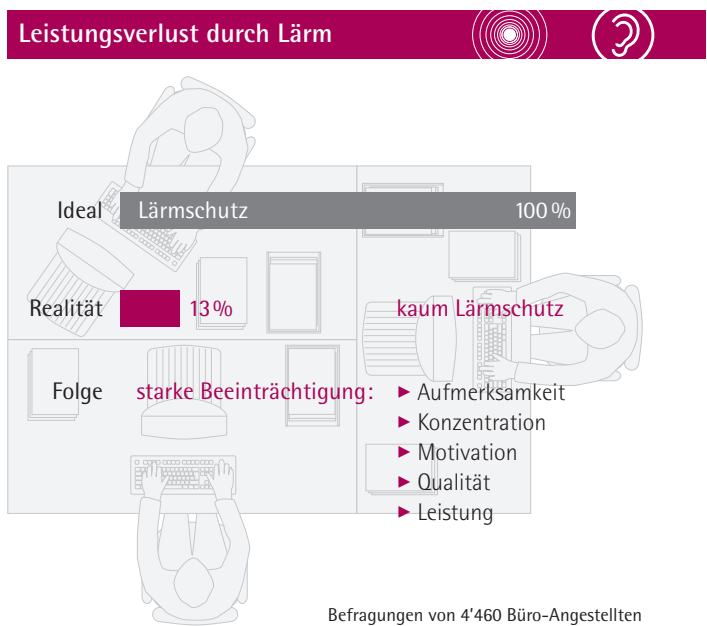 Leistungsverlust durch Lärm
Ideal Lärmschutz 100 %
Realität 13 % kaum Lärmschutz
Folge starke Beeinträchtigung: ► Aufmerksamkeit
► Konzentration
► Motivation
► Qualität
► Leistung
Befragungen von 4'460 Büro-Angestellten